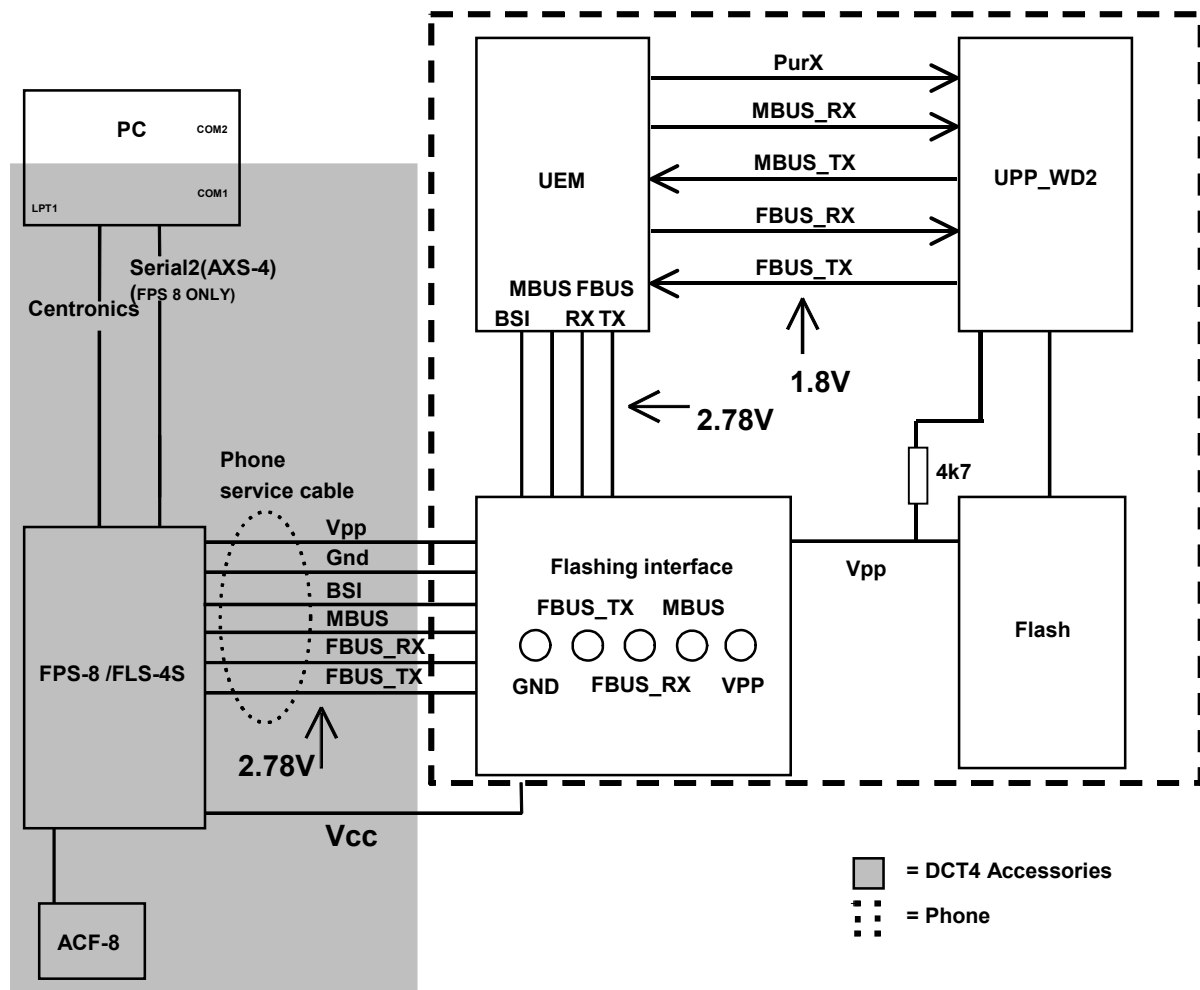 PC
COM2
COM1
LPT1
Serial2(AXS-4)
(FPS 8 ONLY)
Centronics
Phone
service cable
Vpp
Gnd
BSI
MBUS
FBUS_RX
FBUS_TX
2.78V
FPS-8 /FLS-4S
Vcc
ACF-8
UEM
MBUS FBUS
BSI RX TX
PurX
MBUS_RX
MBUS_TX
FBUS_RX
FBUS_TX
1.8V
2.78V
UPP_WD2
4k7
Vpp
Flashing interface
FBUS_TX MBUS
GND FBUS_RX VPP
Flash
= DCT4 Accessories
= Phone